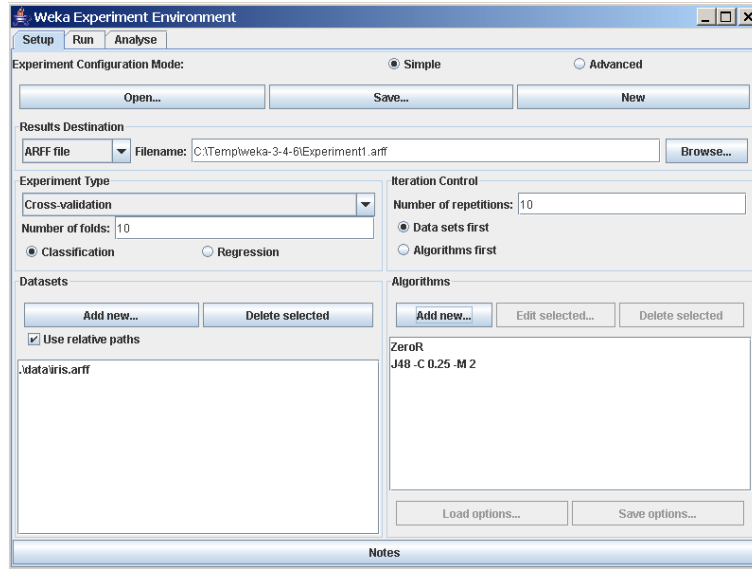 Weka Experiment Environment
Setup Run Analyse
Experiment Configuration Mode: Simple Advanced
Open... Save... New
Results Destination
ARFF file Filename: C:\Temp\weka-3-4-6\Experiment1.arff Browse...
Experiment Type
Cross-validation
Number of folds: 10
Classification Regression
Iteration Control
Number of repetitions: 10
Data sets first
Algorithms first
Datasets
Add new... Delete selected
Use relative paths
.\data\iris.arff
Algorithms
Add new... Edit selected... Delete selected
ZeroR
J48 -C 0.25 -M 2
Load options... Save options...
Notes